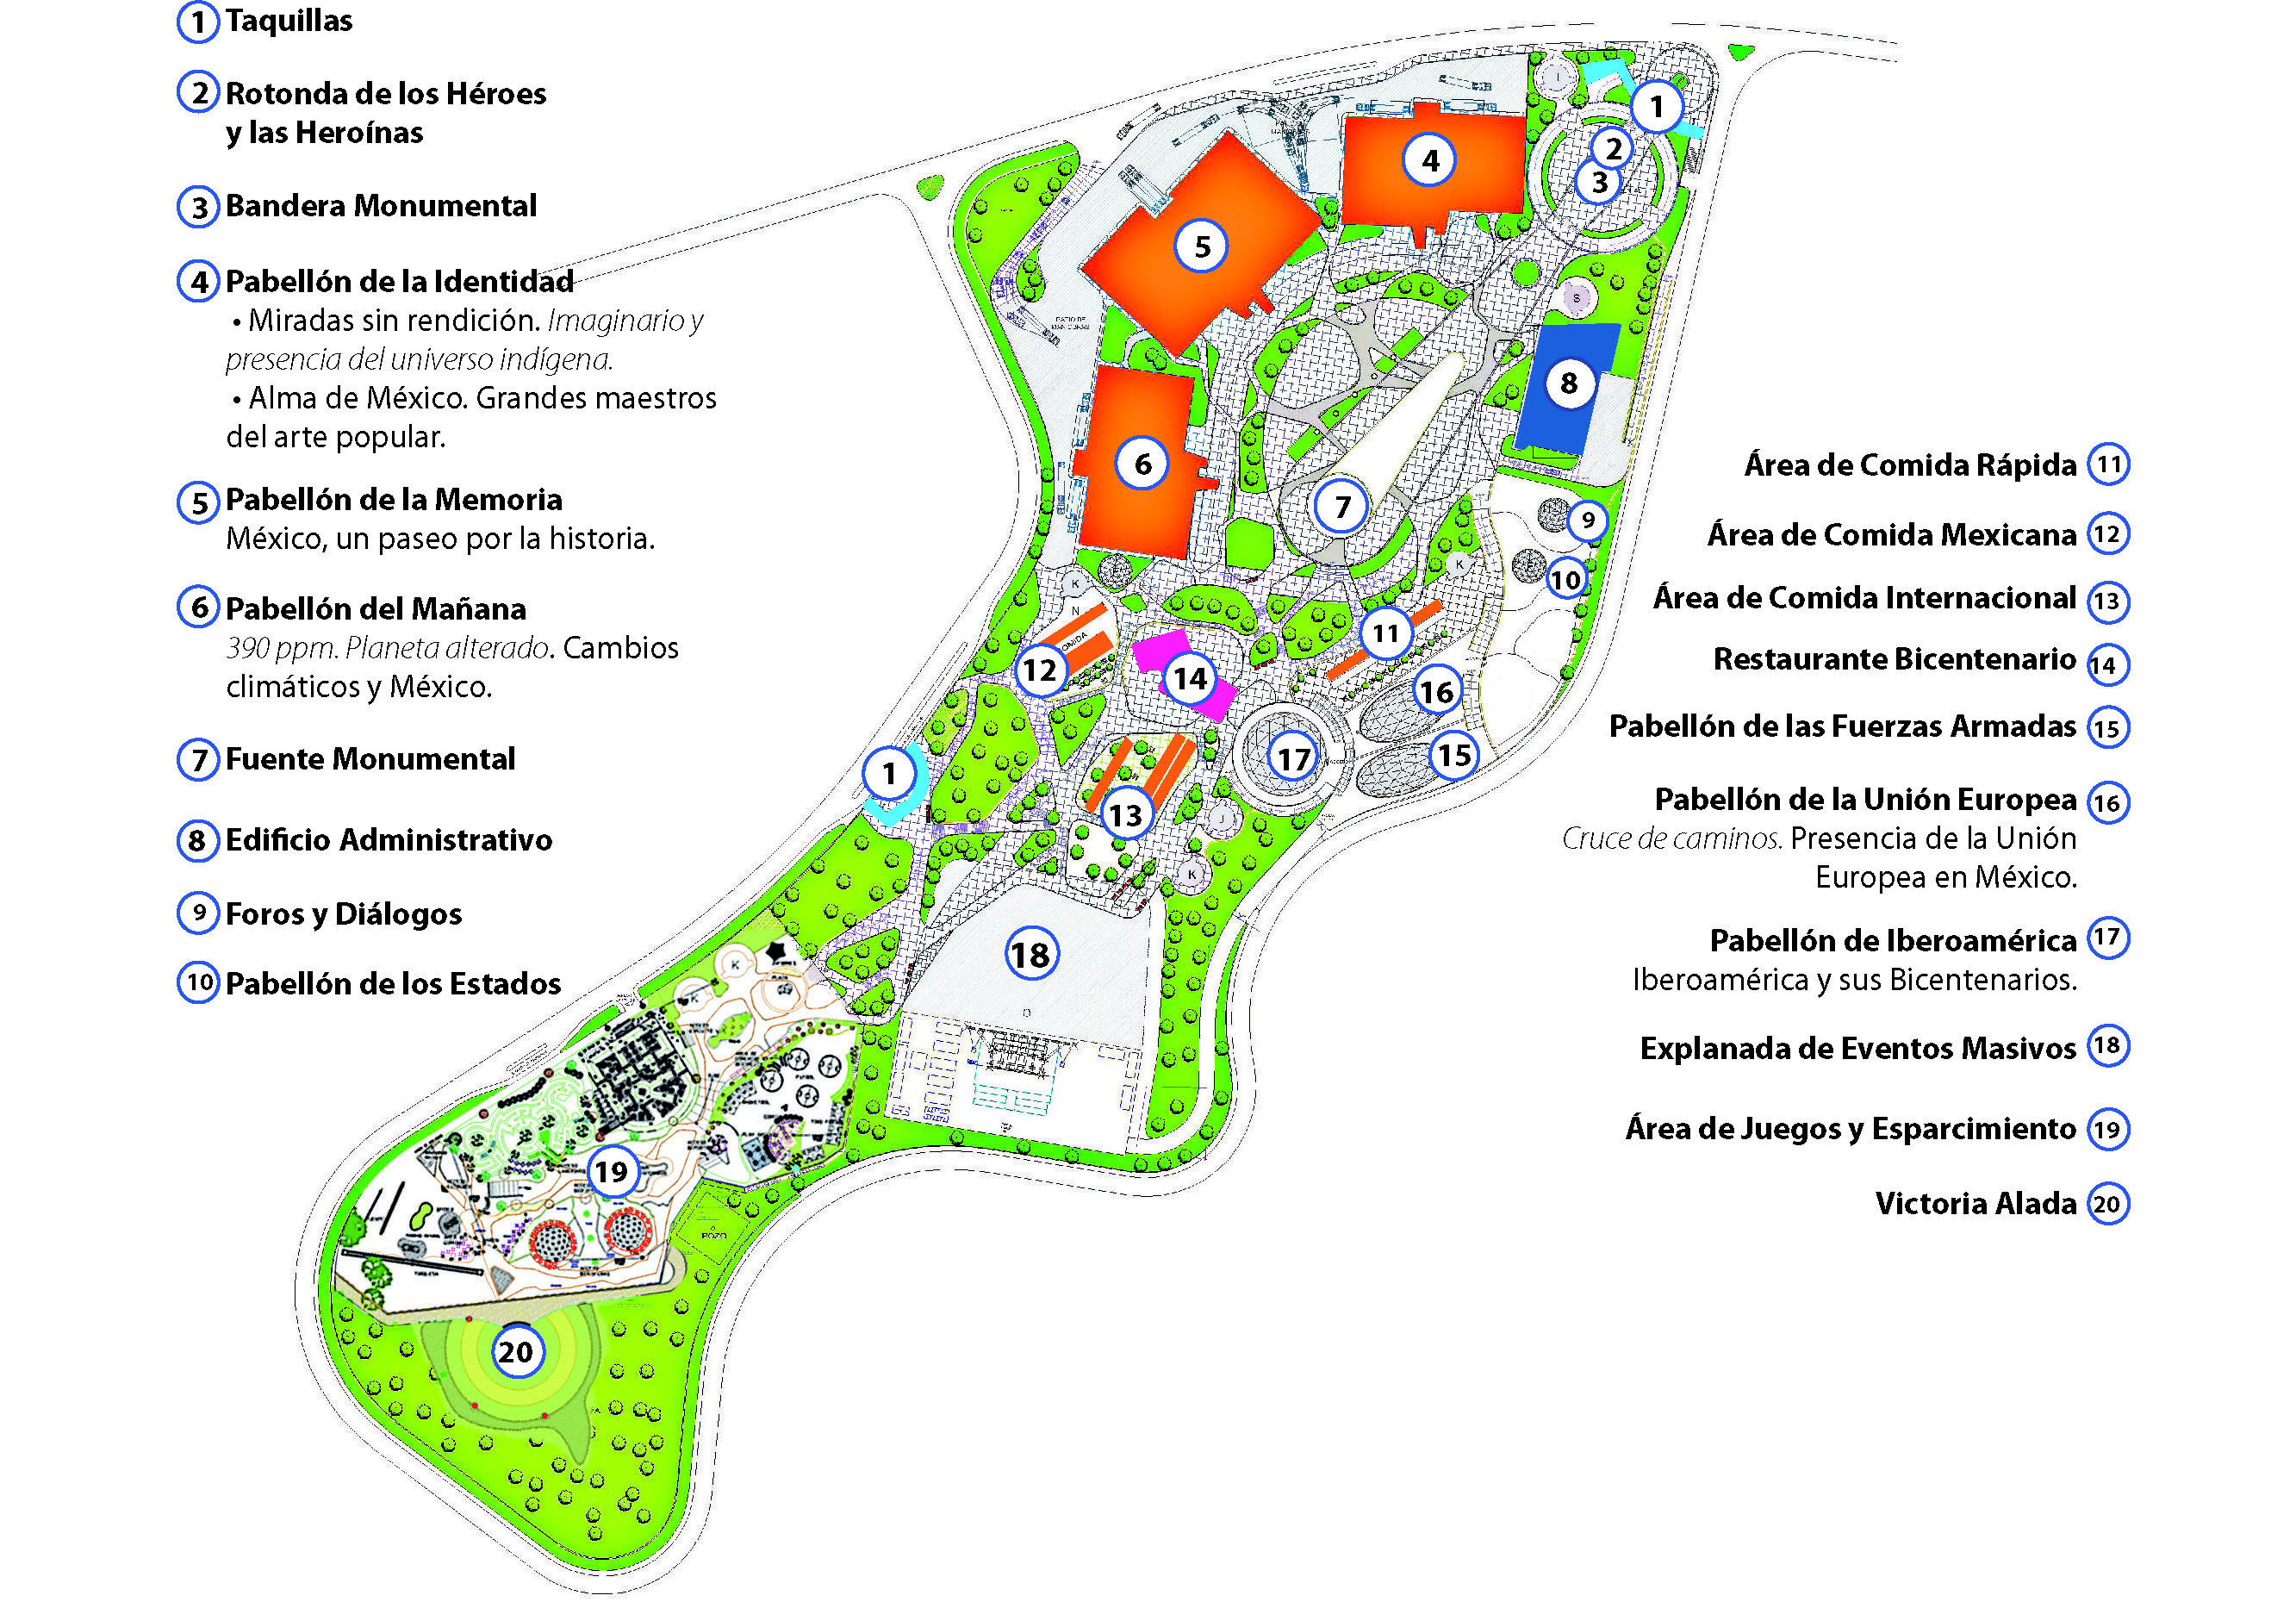 1 Taquillas
2 Rotonda de los Héroes
y las Heroínas
3 Bandera Monumental
4 Pabellón de la Identidad
• Miradas sin rendición. Imaginario y
presencia del universo indígena.
• Alma de México. Grandes maestros
del arte popular.
5 Pabellón de la Memoria
México, un paseo por la historia.
6 Pabellón del Mañana
390 ppm. Planeta alterado. Cambios
climáticos y México.
7 Fuente Monumental
8 Edificio Administrativo
9 Foros y Diálogos
10 Pabellón de los Estados
Área de Comida Rápida 11
Área de Comida Mexicana 12
Área de Comida Internacional 13
Restaurante Bicentenario 14
Pabellón de las Fuerzas Armadas 15
Pabellón de la Unión Europea 16
Cruce de caminos. Presencia de la Unión
Europea en México.
Pabellón de Iberoamérica 17
Iberoamérica y sus Bicentenarios.
Explanada de Eventos Masivos 18
Área de Juegos y Esparcimiento 19
Victoria Alada 20
I
1
2
3
4
5
S
8
6
7
9
K
10
K
N
11
12
14
16
15
17
1
13
J
K
18
K
K
19
POZO
20